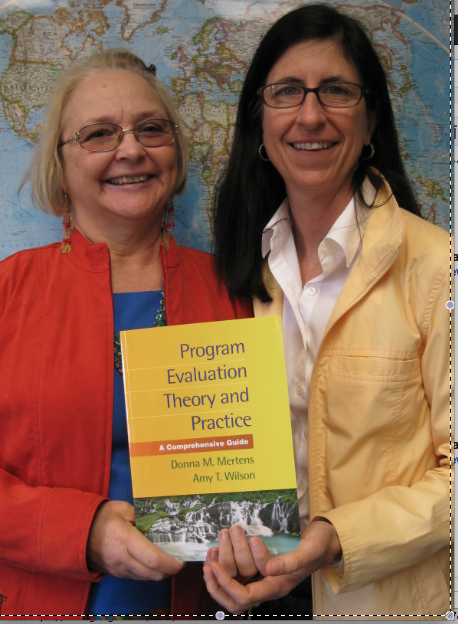 Program
Evaluation
Theory and
Practice
A Comprehensive Guide
Donna M. Mertens
Amy T. Wilson